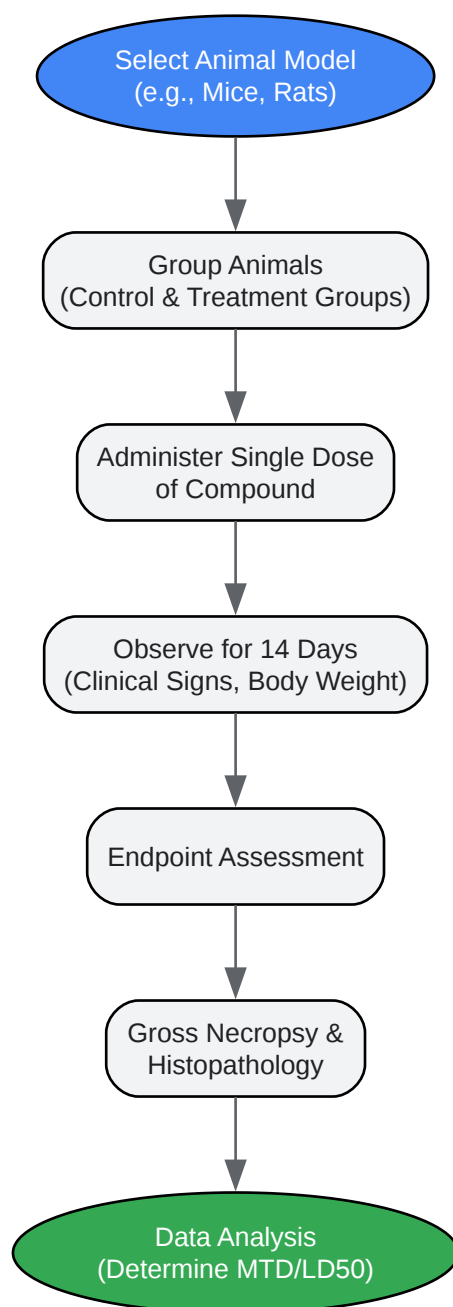 Select Animal Model
(e.g., Mice, Rats)
Group Animals
(Control & Treatment Groups)
Administer Single Dose
of Compound
Observe for 14 Days
(Clinical Signs, Body Weight)
Endpoint Assessment
Gross Necropsy &
Histopathology
Data Analysis
(Determine MTD/LD50)